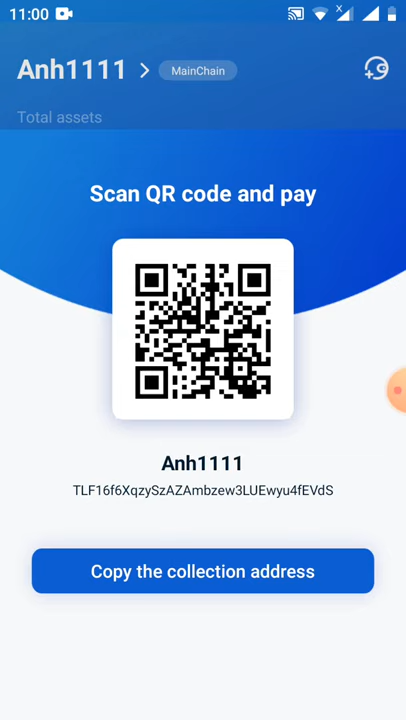 11:00
Anh1111
MainChain
Total assets
Scan QR code and pay
Anh1111
TLF16f6XqzySzAZAmbzew3LUEwyu4fEVdS
Copy the collection address